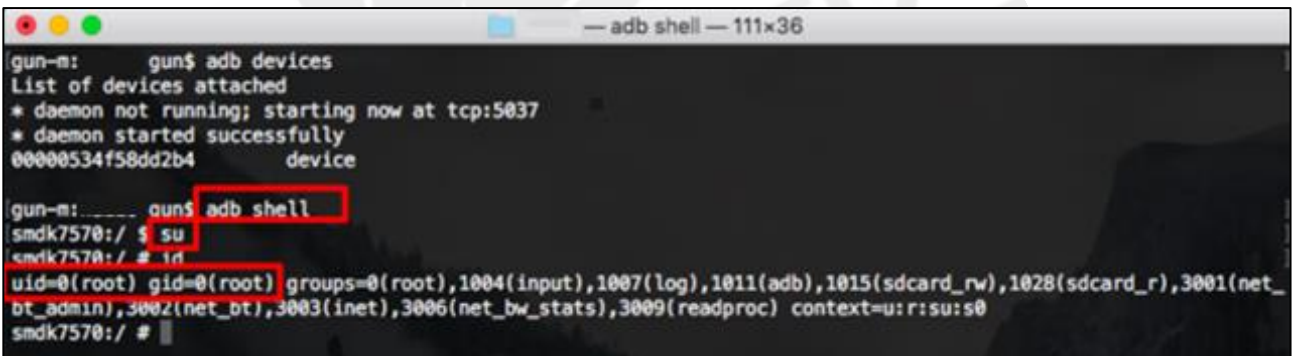 — adb shell — 111×36
gun-m: gun$ adb devices
List of devices attached
* daemon not running; starting now at tcp:5037
* daemon started successfully
00000534f58dd2b4 device
gun-m: gun$ adb shell
smdk7570:/ $ su
smdk7570:/ # id
uid=0(root) gid=0(root) groups=0(root),1004(input),1007(log),1011(adb),1015(sdcard_rw),1028(sdcard_r),3001(net_
bt_admin),3002(net_bt),3003(inet),3006(net_bw_stats),3009(readproc) context=u:r:su:s0
smdk7570:/ #